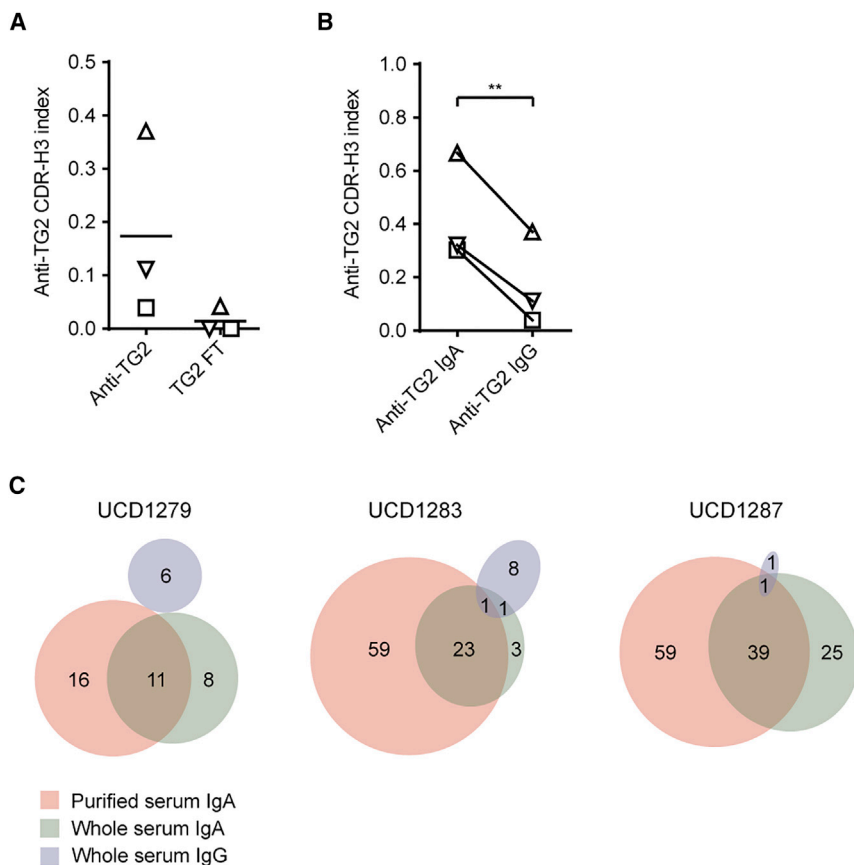 A
Anti-TG2 CDR-H3 index
0.5
0.4
0.3
0.2
0.1
0.0
Anti-TG2
TG2 FT
B
Anti-TG2 CDR-H3 index
1.0
0.8
0.6
0.4
0.2
0.0
**
Anti-TG2 IgA
Anti-TG2 IgG
C
UCD1279
6
16
11
8
UCD1283
8
1
1
59
23
3
UCD1287
1
1
59
39
25
Purified serum IgA
Whole serum IgA
Whole serum IgG